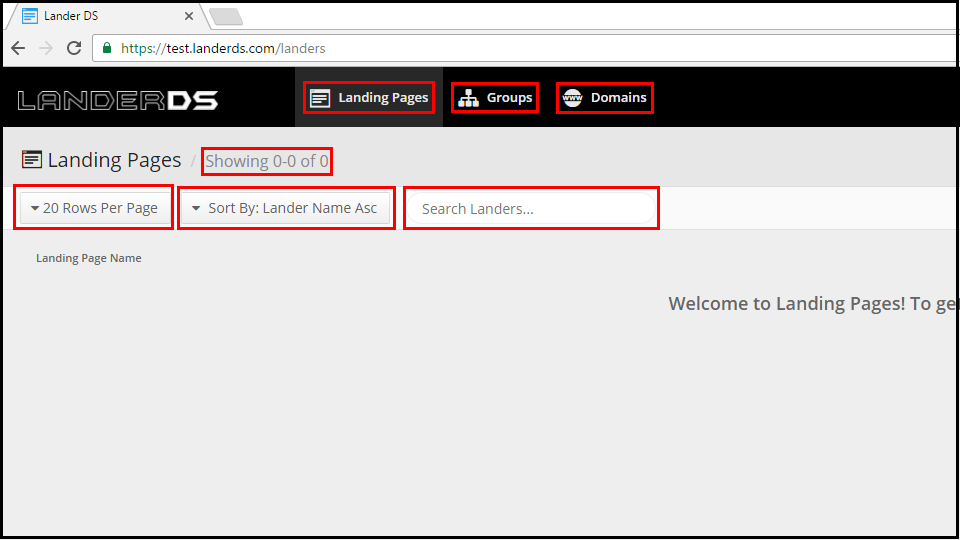 Lander DS
https://test.landerds.com/landers
LANDERDS
Landing Pages
Groups
www
Domains
Landing Pages / Showing 0-0 of 0
20 Rows Per Page
Sort By: Lander Name Asc
Search Landers...
Landing Page Name
Welcome to Landing Pages! To ge